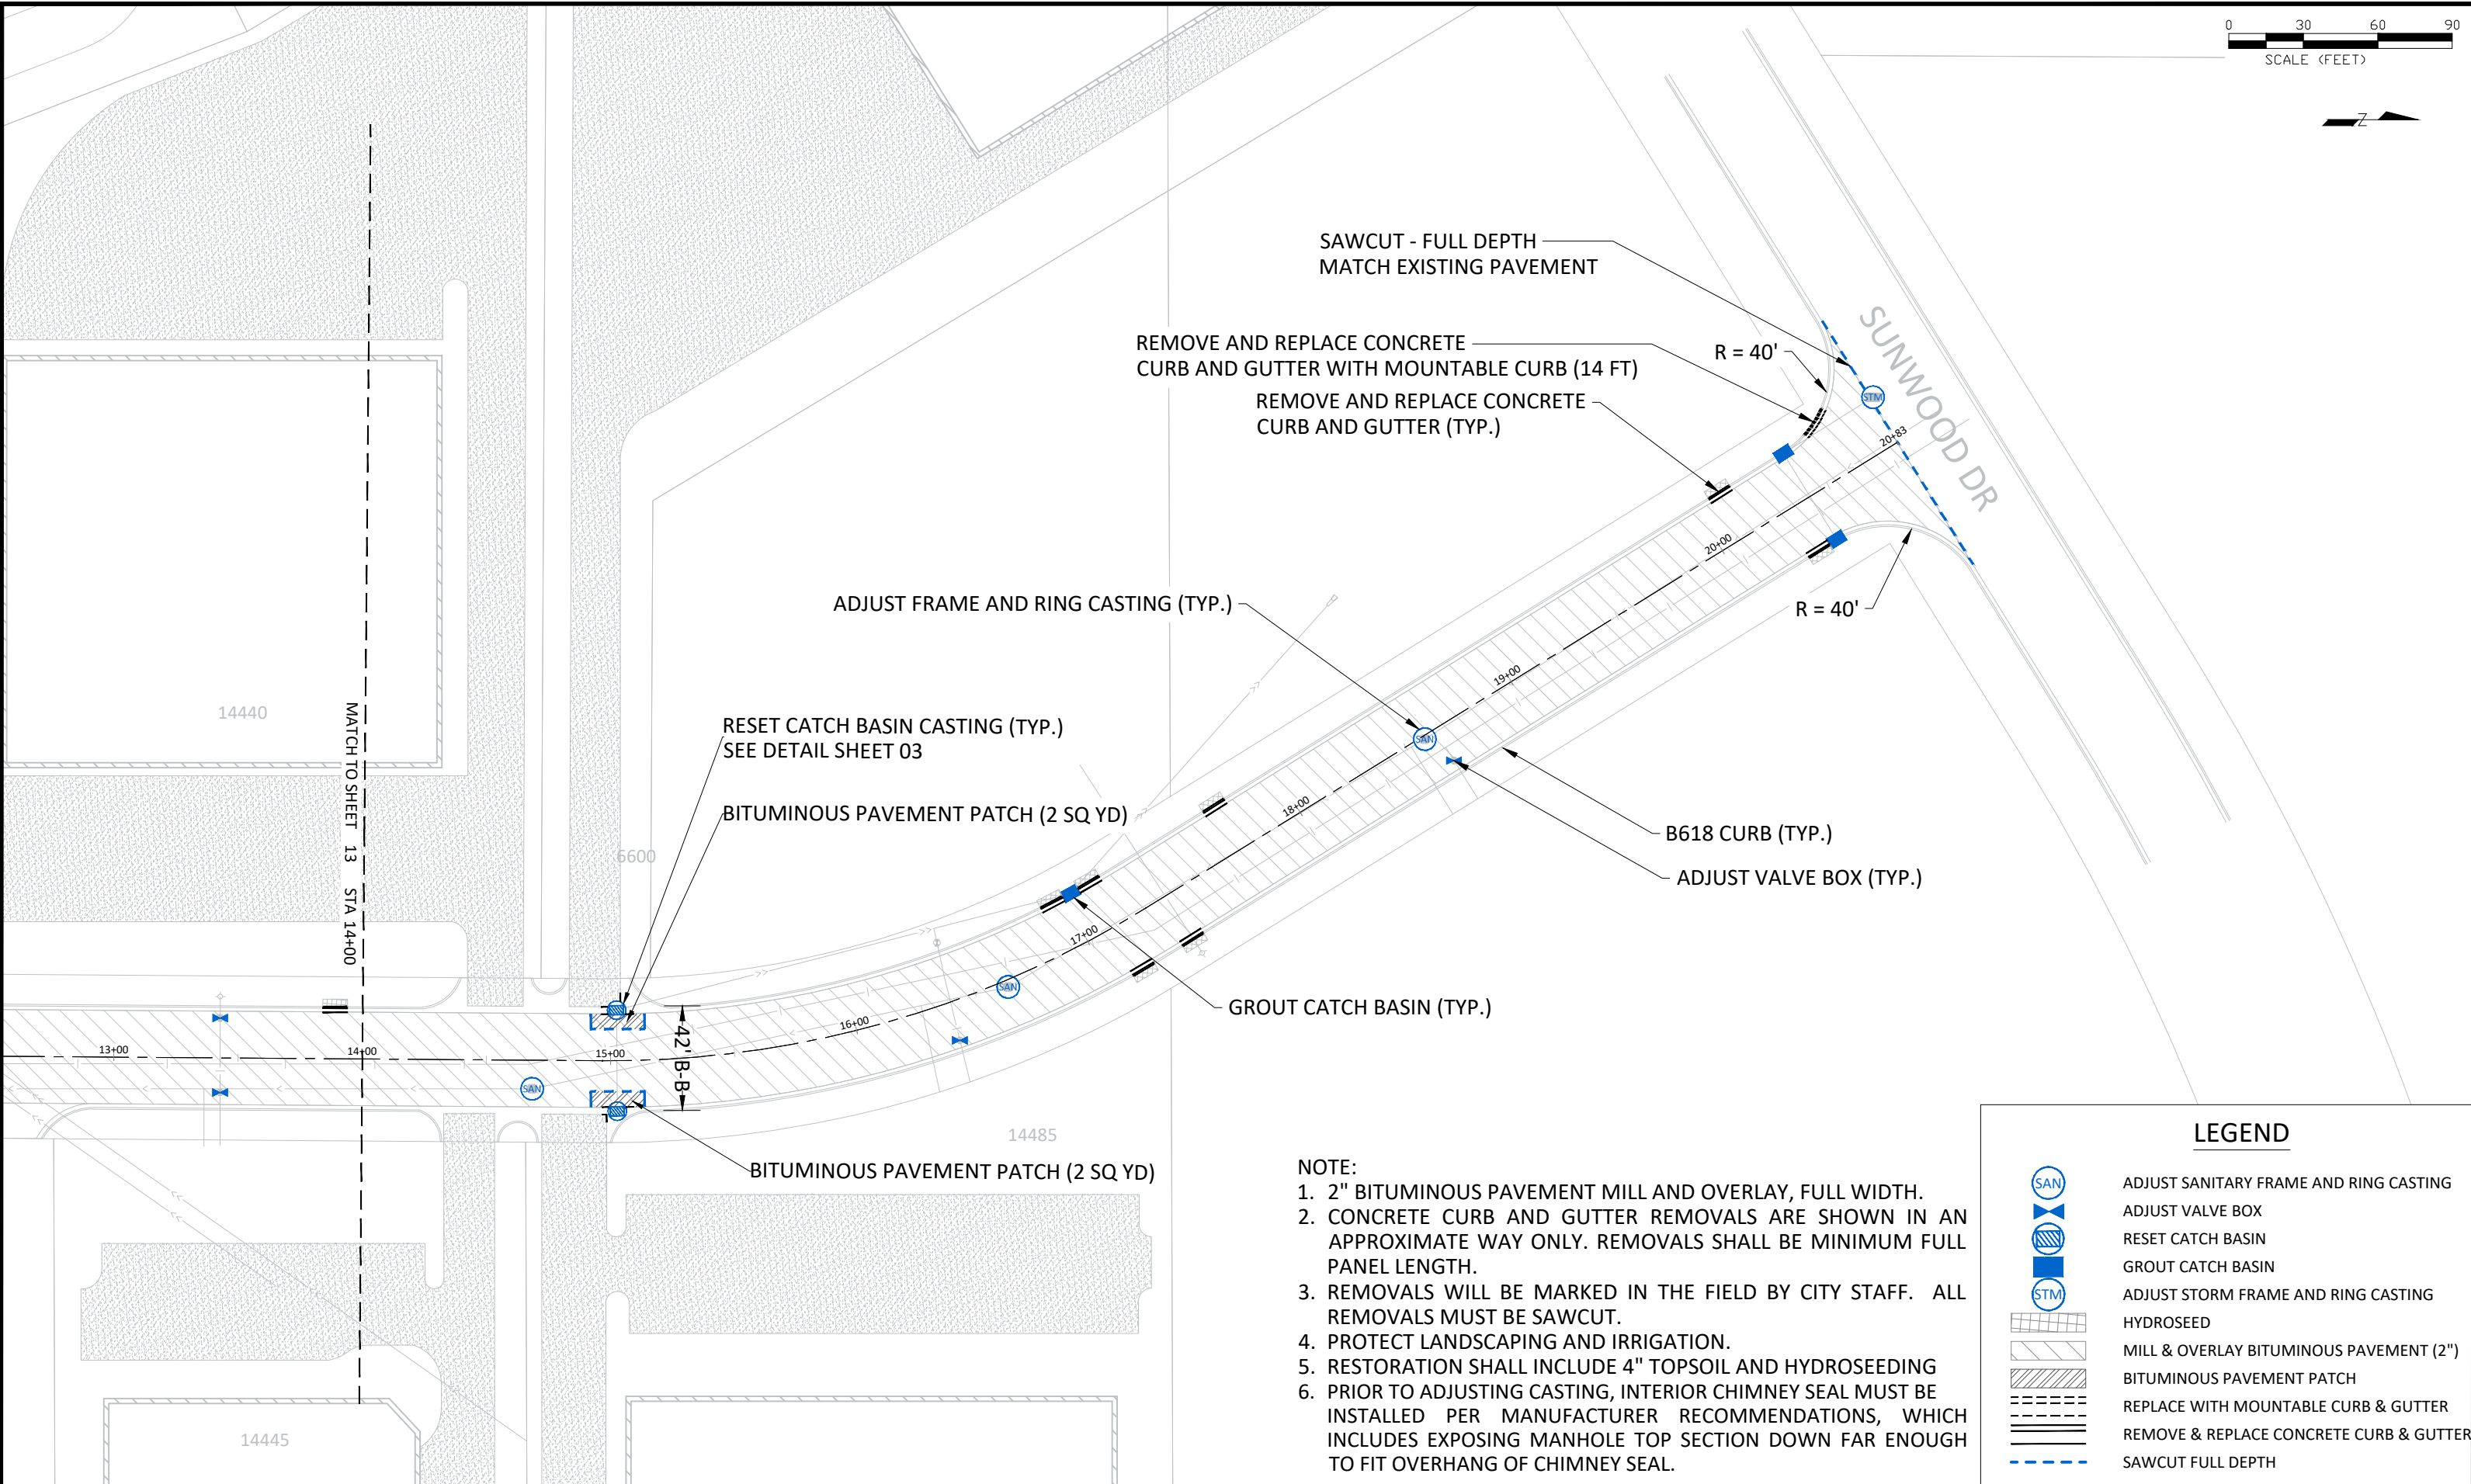 0 30 60 90
SCALE (FEET)
Z
SAWCUT - FULL DEPTH
MATCH EXISTING PAVEMENT
REMOVE AND REPLACE CONCRETE
CURB AND GUTTER WITH MOUNTABLE CURB (14 FT)
R = 40'
REMOVE AND REPLACE CONCRETE
CURB AND GUTTER (TYP.)
SUNWOOD DR
STM
20+83
20+00
R = 40'
ADJUST FRAME AND RING CASTING (TYP.)
19+00
SAN
18+00
14440
MATCH TO SHEET 13 STA 14+00
RESET CATCH BASIN CASTING (TYP.)
SEE DETAIL SHEET 03
BITUMINOUS PAVEMENT PATCH (2 SQ YD)
6600
B618 CURB (TYP.)
ADJUST VALVE BOX (TYP.)
17+00
SAN
GROUT CATCH BASIN (TYP.)
16+00
13+00
14+00
15+00
42' B-B
SAN
14485
BITUMINOUS PAVEMENT PATCH (2 SQ YD)
14445
NOTE:
1. 2" BITUMINOUS PAVEMENT MILL AND OVERLAY, FULL WIDTH.
2. CONCRETE CURB AND GUTTER REMOVALS ARE SHOWN IN AN
APPROXIMATE WAY ONLY. REMOVALS SHALL BE MINIMUM FULL
PANEL LENGTH.
3. REMOVALS WILL BE MARKED IN THE FIELD BY CITY STAFF. ALL
REMOVALS MUST BE SAWCUT.
4. PROTECT LANDSCAPING AND IRRIGATION.
5. RESTORATION SHALL INCLUDE 4" TOPSOIL AND HYDROSEEDING
6. PRIOR TO ADJUSTING CASTING, INTERIOR CHIMNEY SEAL MUST BE
INSTALLED PER MANUFACTURER RECOMMENDATIONS, WHICH
INCLUDES EXPOSING MANHOLE TOP SECTION DOWN FAR ENOUGH
TO FIT OVERHANG OF CHIMNEY SEAL.
LEGEND
SAN ADJUST SANITARY FRAME AND RING CASTING
ADJUST VALVE BOX
RESET CATCH BASIN
GROUT CATCH BASIN
STM ADJUST STORM FRAME AND RING CASTING
HYDROSEED
MILL & OVERLAY BITUMINOUS PAVEMENT (2")
BITUMINOUS PAVEMENT PATCH
REPLACE WITH MOUNTABLE CURB & GUTTER
REMOVE & REPLACE CONCRETE CURB & GUTTER
SAWCUT FULL DEPTH